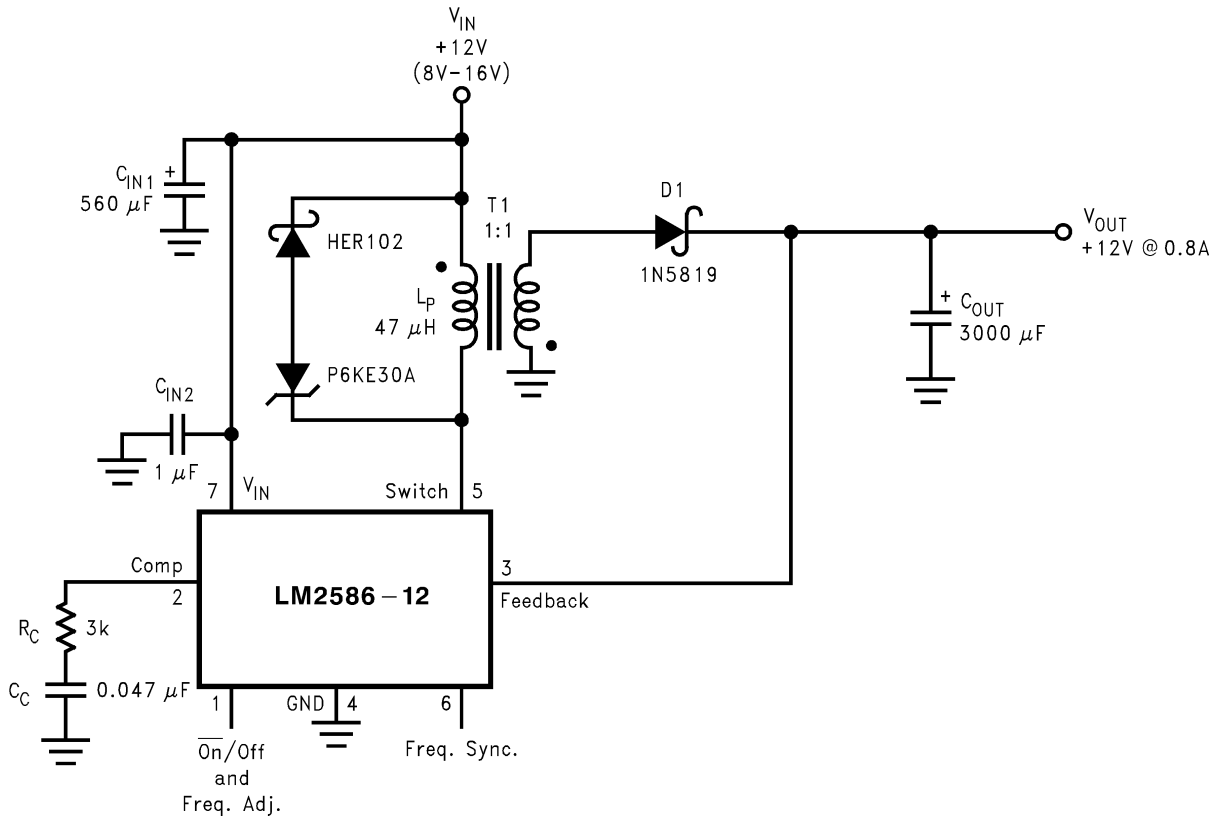 V_IN
+12V
(8V-16V)
C_IN1 +
560 μF
HER102
T1
1:1
D1
1N5819
V_OUT
+12V @ 0.8A
L_P
47 μH
+ C_OUT
3000 μF
P6KE30A
C_IN2
1 μF
7 V_IN
Switch 5
Comp
2
LM2586-12
3
Feedback
R_C 3k
C_C 0.047 μF
1
GND 4
6
On/Off
and
Freq. Adj.
Freq. Sync.